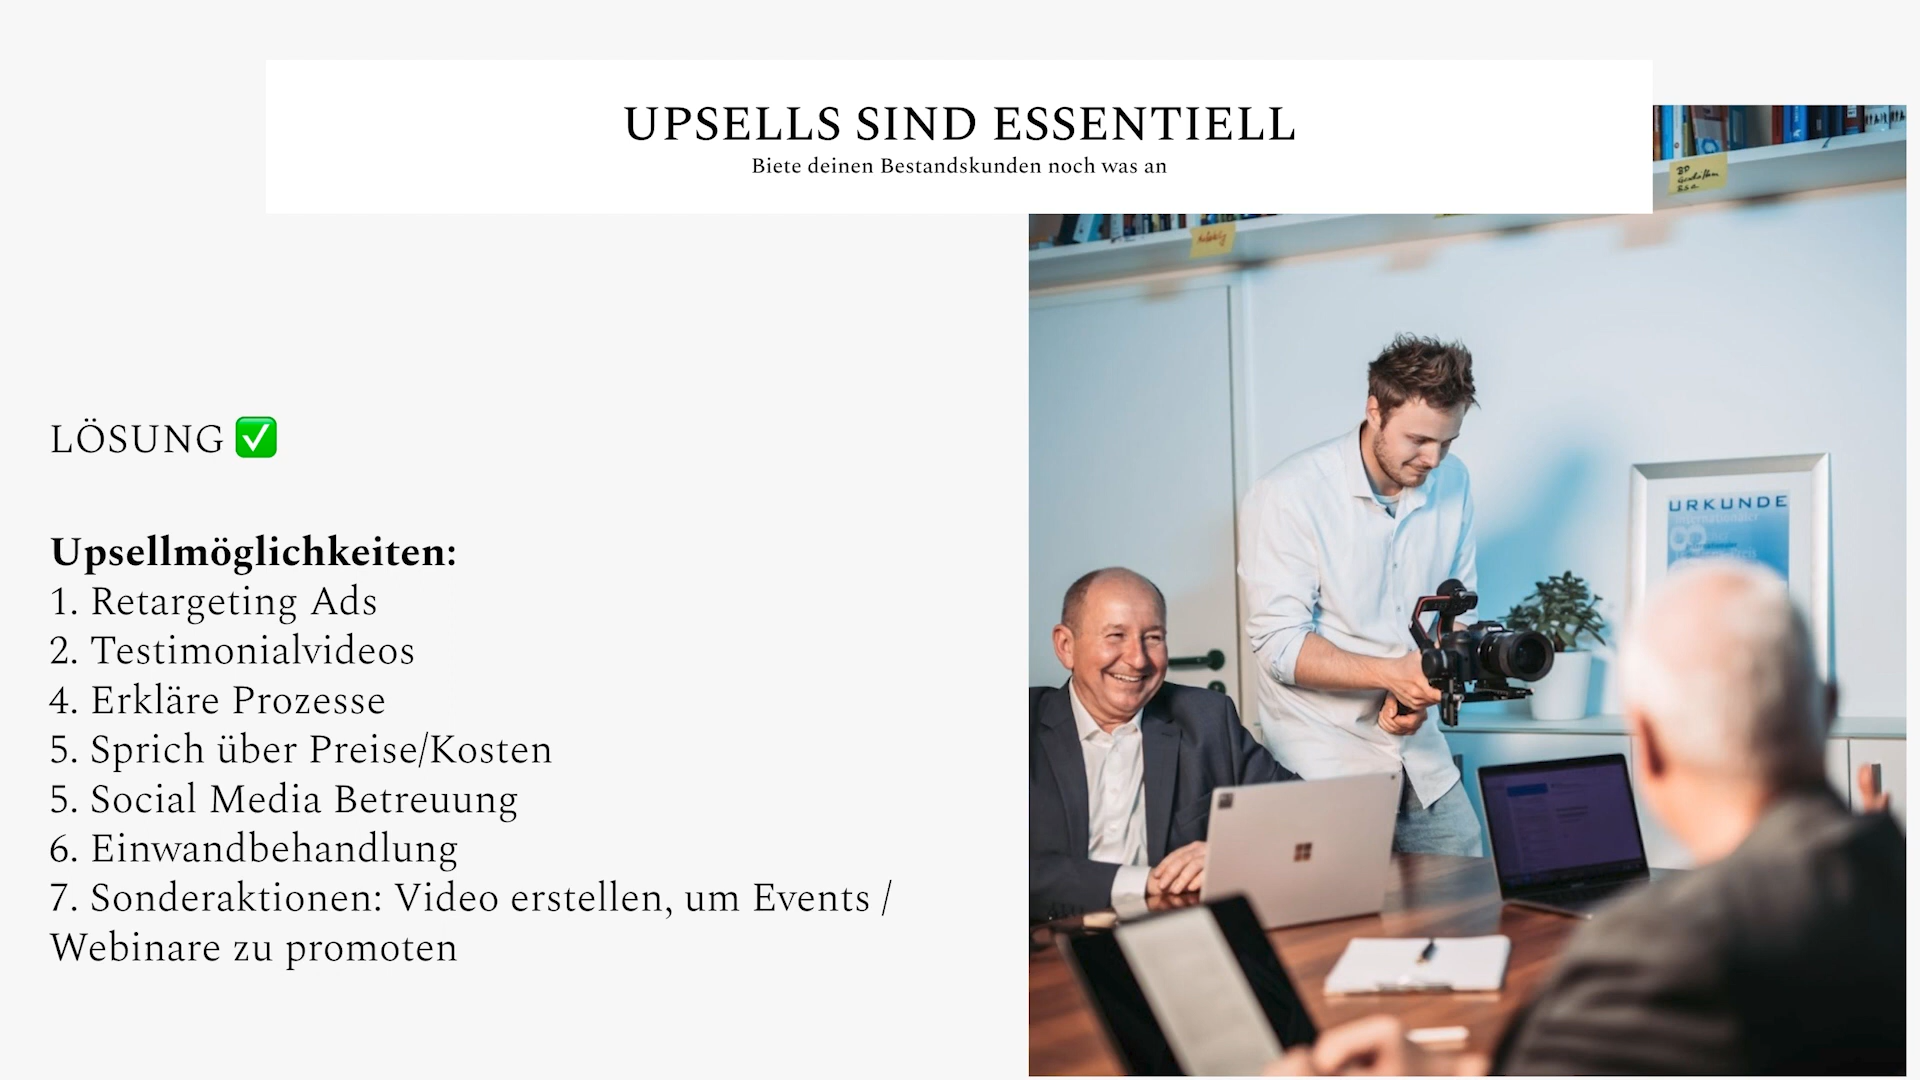 UPSELLS SIND ESSENTIELL
Biete deinen Bestandskunden noch was an
LÖSUNG ✅
Upsellmöglichkeiten:
1. Retargeting Ads
2. Testimonialvideos
4. Erkläre Prozesse
5. Sprich über Preise/Kosten
5. Social Media Betreuung
6. Einwandbehandlung
7. Sonderaktionen: Video erstellen, um Events /
Webinare zu promoten
URKUNDE